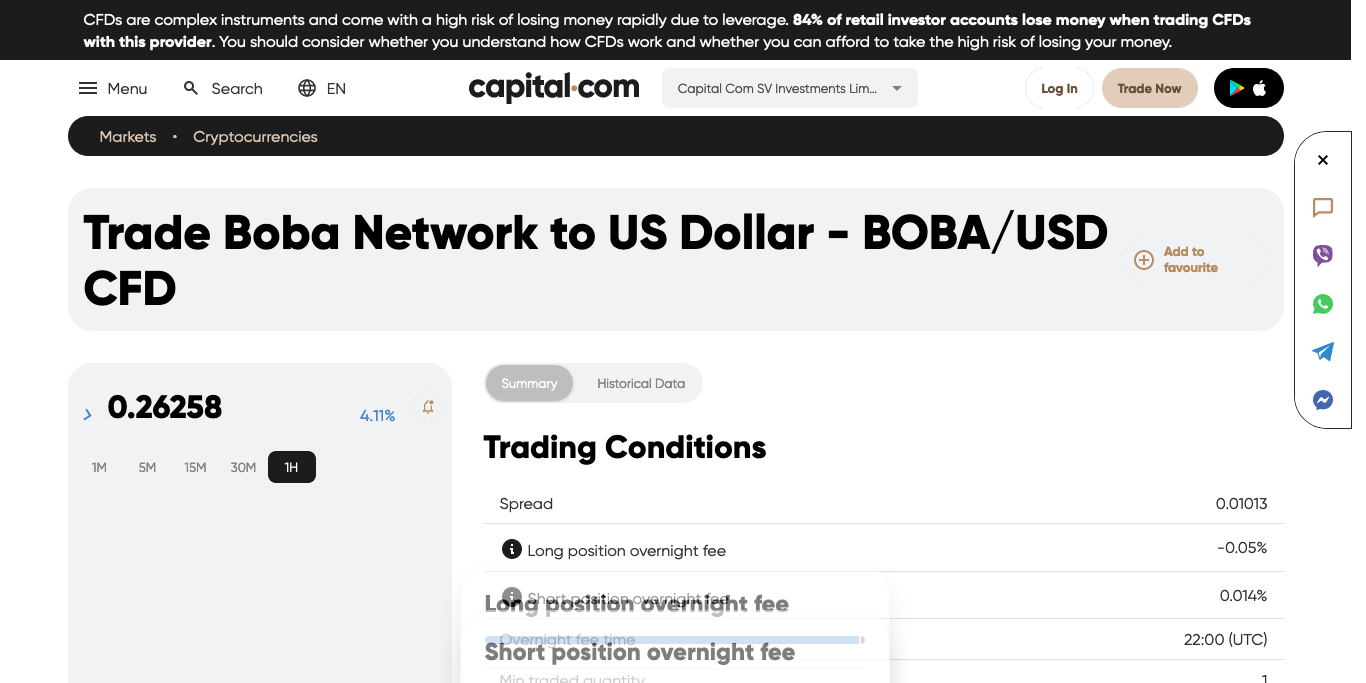 CFDs are complex instruments and come with a high risk of losing money rapidly due to leverage. 84% of retail investor accounts lose money when trading CFDs
with this provider. You should consider whether you understand how CFDs work and whether you can afford to take the high risk of losing your money.
Menu Search EN capital.com Capital Com SV Investments Lim... Log In Trade Now
Markets • Cryptocurrencies
Trade Boba Network to US Dollar - BOBA/USD
CFD
Add to
favourite
0.26258 4.11%
1M 5M 15M 30M 1H
Summary Historical Data
Trading Conditions
Spread 0.01013
Long position overnight fee -0.05%
Short position overnight fee 0.014%
Long position overnight fee
Overnight fee time 22:00 (UTC)
Short position overnight fee
Min traded quantity 1